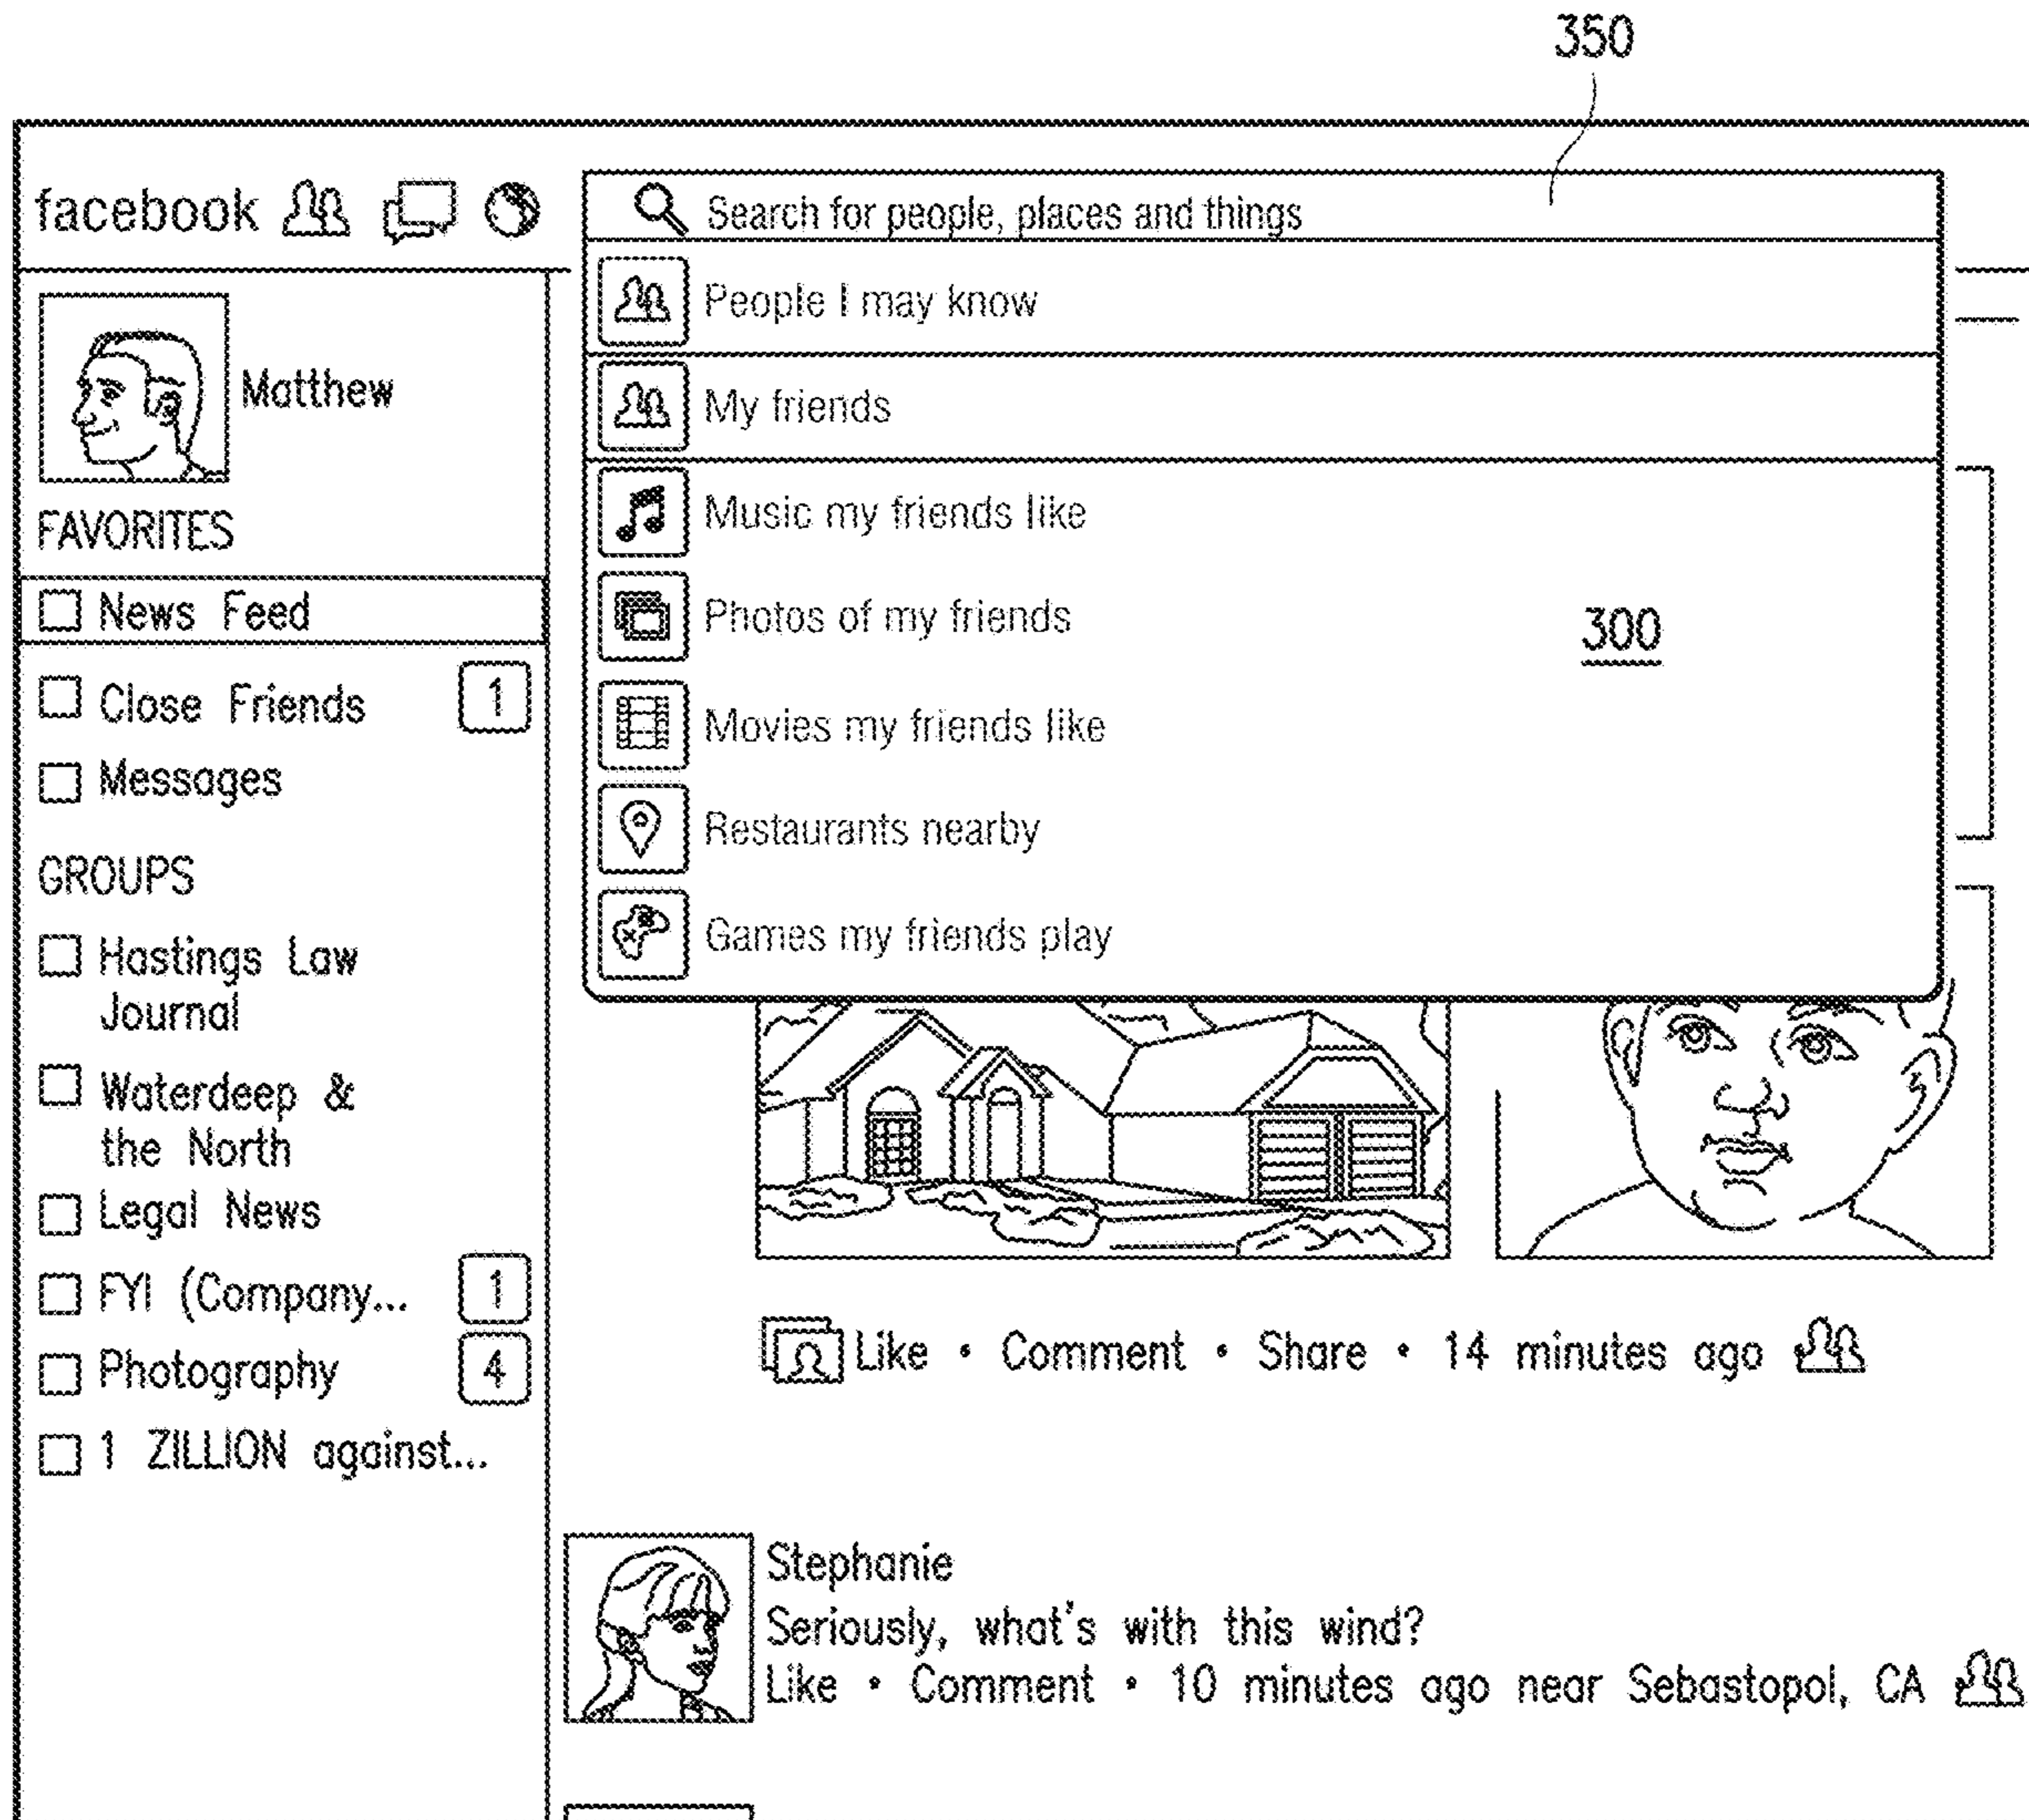 350
facebook
Search for people, places and things
People I may know
My friends
Music my friends like
Photos of my friends
Movies my friends like
Restaurants nearby
Games my friends play
300
Matthew
FAVORITES
News Feed
Close Friends 1
Messages
GROUPS
Hastings Law
Journal
Waterdeep &
the North
Legal News
FYI (Company... 1
Photography 4
1 ZILLION against...
Like • Comment • Share • 14 minutes ago
Stephanie
Seriously, what's with this wind?
Like • Comment • 10 minutes ago near Sebastopol, CA